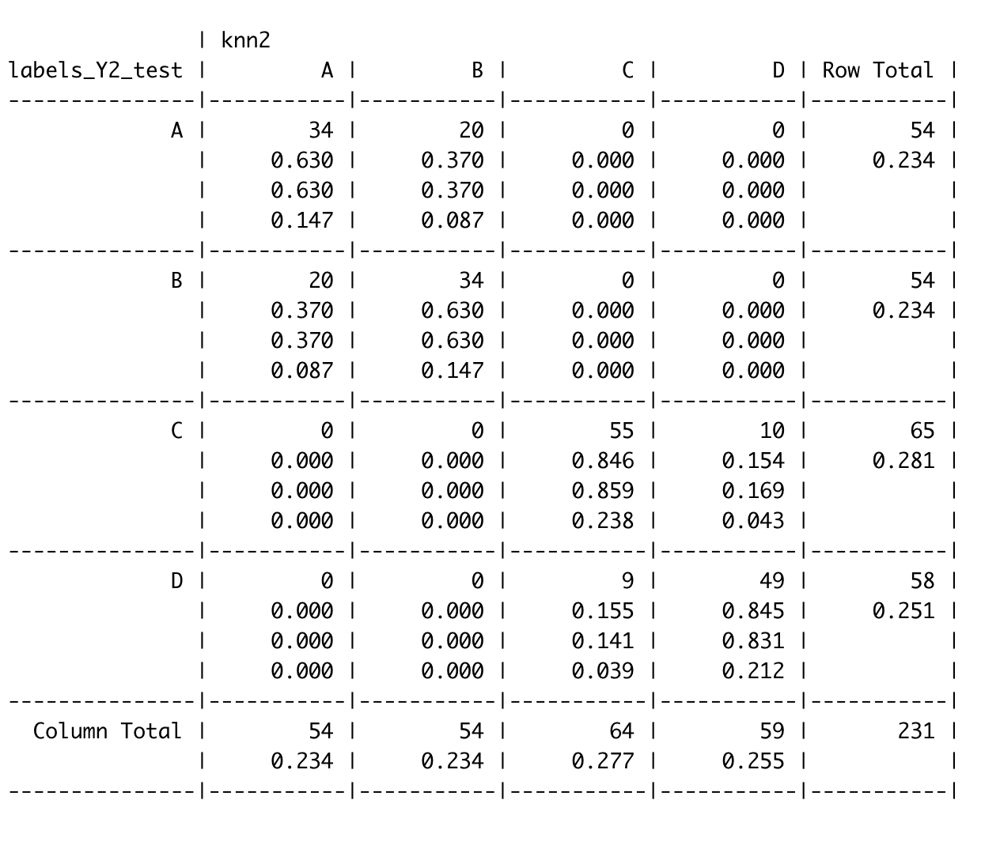 | knn2
labels_Y2_test |         A |         B |         C |         D | Row Total |
---------------|-----------|-----------|-----------|-----------|-----------|
             A |        34 |        20 |         0 |         0 |        54 |
               |     0.630 |     0.370 |     0.000 |     0.000 |     0.234 |
               |     0.630 |     0.370 |     0.000 |     0.000 |           |
               |     0.147 |     0.087 |     0.000 |     0.000 |           |
---------------|-----------|-----------|-----------|-----------|-----------|
             B |        20 |        34 |         0 |         0 |        54 |
               |     0.370 |     0.630 |     0.000 |     0.000 |     0.234 |
               |     0.370 |     0.630 |     0.000 |     0.000 |           |
               |     0.087 |     0.147 |     0.000 |     0.000 |           |
---------------|-----------|-----------|-----------|-----------|-----------|
             C |         0 |         0 |        55 |        10 |        65 |
               |     0.000 |     0.000 |     0.846 |     0.154 |     0.281 |
               |     0.000 |     0.000 |     0.859 |     0.169 |           |
               |     0.000 |     0.000 |     0.238 |     0.043 |           |
---------------|-----------|-----------|-----------|-----------|-----------|
             D |         0 |         0 |         9 |        49 |        58 |
               |     0.000 |     0.000 |     0.155 |     0.845 |     0.251 |
               |     0.000 |     0.000 |     0.141 |     0.831 |           |
               |     0.000 |     0.000 |     0.039 |     0.212 |           |
---------------|-----------|-----------|-----------|-----------|-----------|
  Column Total |        54 |        54 |        64 |        59 |       231 |
               |     0.234 |     0.234 |     0.277 |     0.255 |           |
---------------|-----------|-----------|-----------|-----------|-----------|